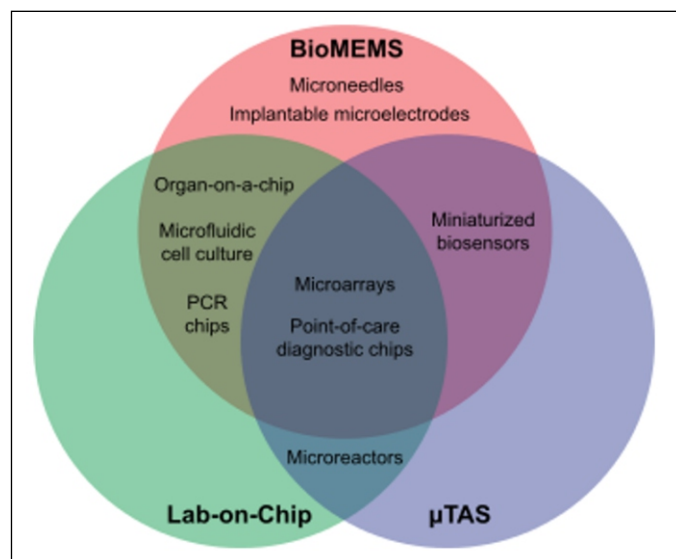 BioMEMS
Microneedles
Implantable microelectrodes
Organ-on-a-chip
Microfluidic
cell culture
PCR
chips
Miniaturized
biosensors
Microarrays
Point-of-care
diagnostic chips
Microreactors
Lab-on-Chip
µTAS